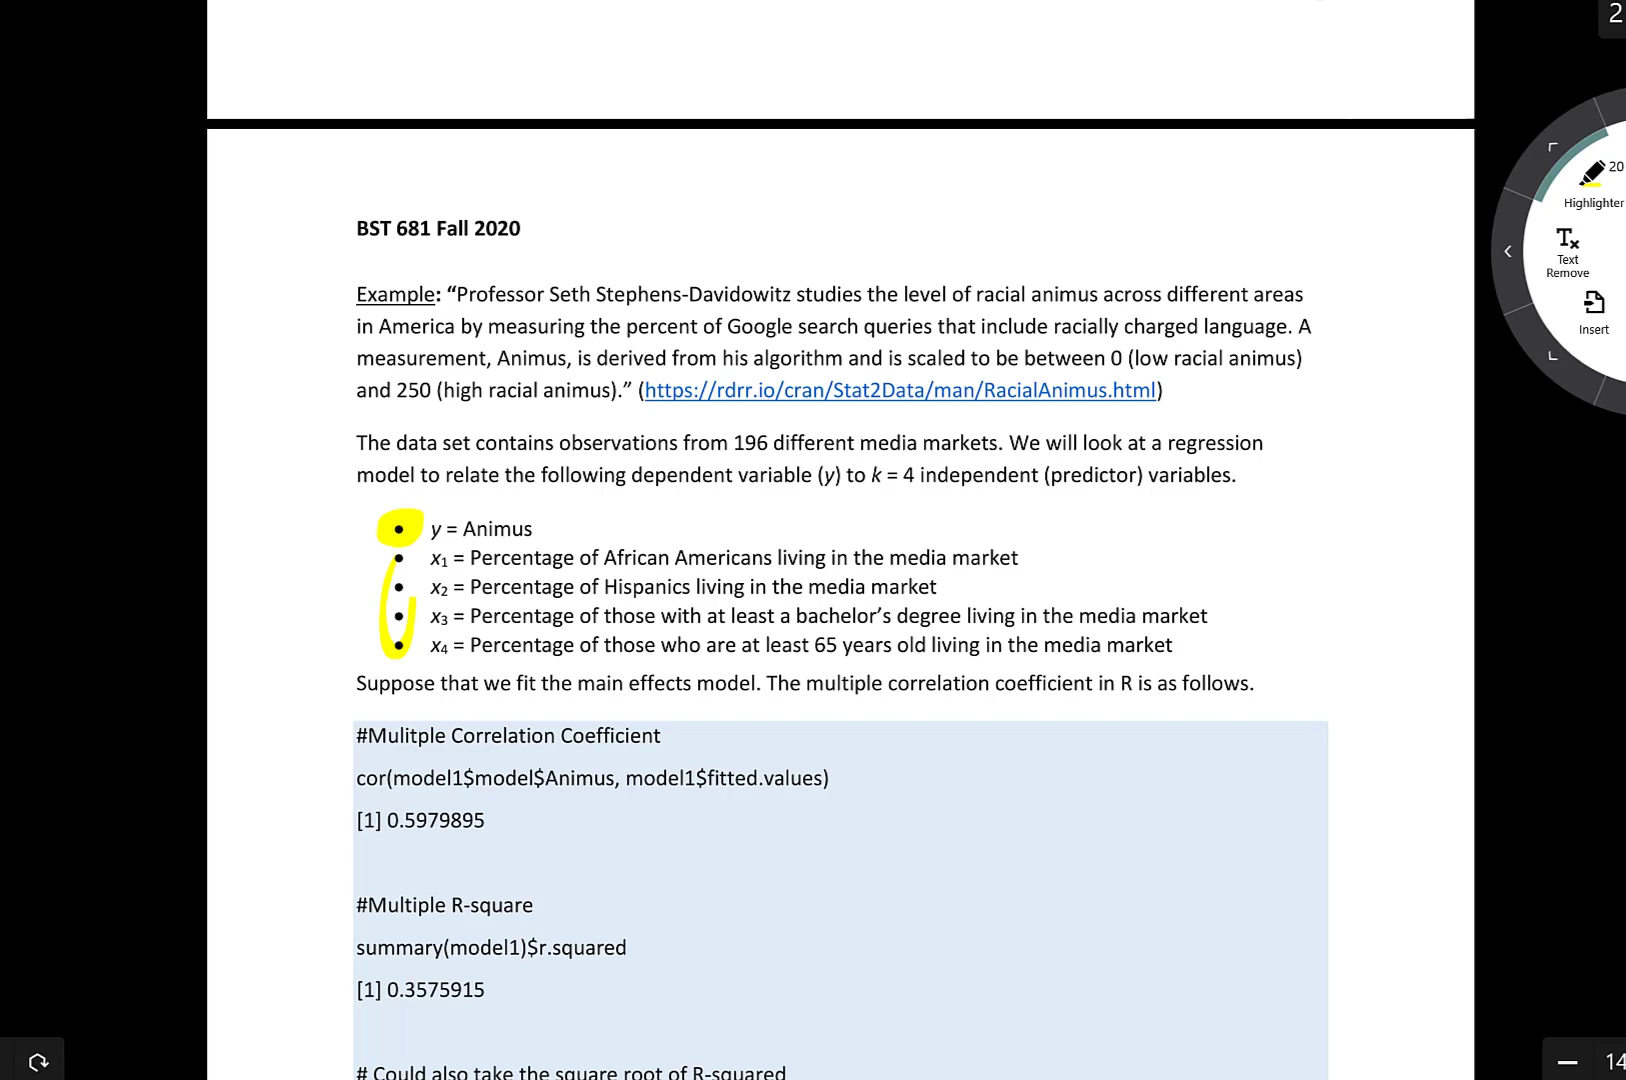 2
20
Highlighter
Text
Remove
Insert
BST 681 Fall 2020
Example: “Professor Seth Stephens-Davidowitz studies the level of racial animus across different areas
in America by measuring the percent of Google search queries that include racially charged language. A
measurement, Animus, is derived from his algorithm and is scaled to be between 0 (low racial animus)
and 250 (high racial animus).” (https://rdrr.io/cran/Stat2Data/man/RacialAnimus.html)
The data set contains observations from 196 different media markets. We will look at a regression
model to relate the following dependent variable (y) to k = 4 independent (predictor) variables.
• y = Animus
• x₁ = Percentage of African Americans living in the media market
• x₂ = Percentage of Hispanics living in the media market
• x₃ = Percentage of those with at least a bachelor’s degree living in the media market
• x₄ = Percentage of those who are at least 65 years old living in the media market
Suppose that we fit the main effects model. The multiple correlation coefficient in R is as follows.
#Mulitple Correlation Coefficient
cor(model1$model$Animus, model1$fitted.values)
[1] 0.5979895
#Multiple R-square
summary(model1)$r.squared
[1] 0.3575915
# Could also take the square root of R-squared
14